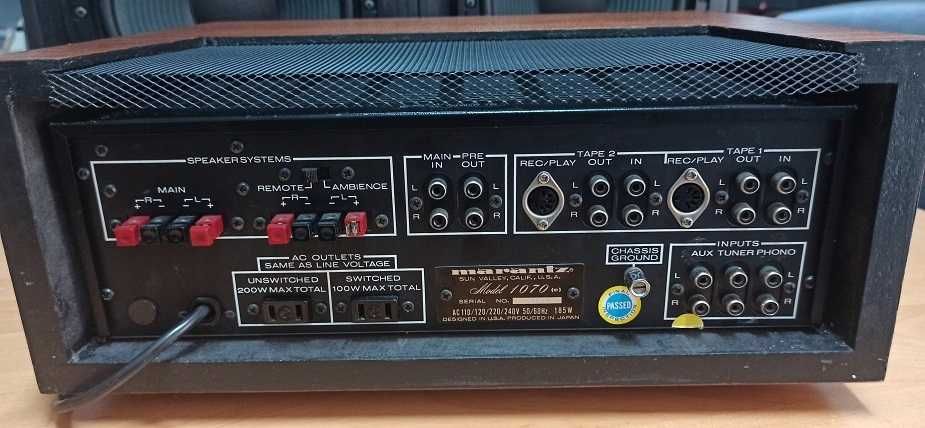 SPEAKER SYSTEMS
MAIN
REMOTE
AMBIENCE
+ R - - L +
+ R - - L +
MAIN IN
PRE OUT
L
R
TAPE 2
REC/PLAY OUT IN
L
R
TAPE 1
REC/PLAY OUT IN
L
R
AC OUTLETS
SAME AS LINE VOLTAGE
UNSWITCHED
200W MAX TOTAL
SWITCHED
100W MAX TOTAL
marantz
SUN VALLEY, CALIF., U.S.A.
Model 1070 (e)
SERIAL NO.
AC 110/120/220/240V 50/60Hz 185W
DESIGNED IN U.S.A. PRODUCED IN JAPAN
CHASSIS
GROUND
PASSED
INPUTS
AUX TUNER PHONO
L
R
L
R